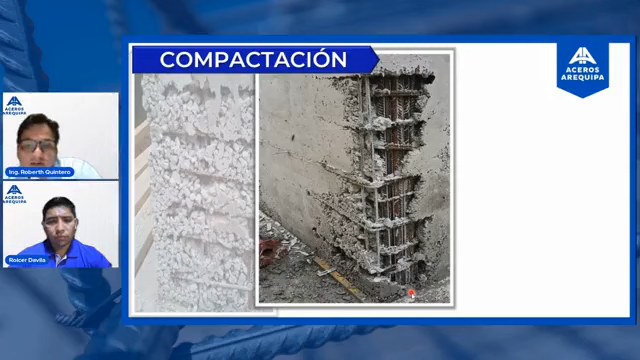 COMPACTACIÓN
ACEROS
AREQUIPA
ACEROS
AREQUIPA
Ing. Roberth Quintero
ACEROS
AREQUIPA
Roicer Davila